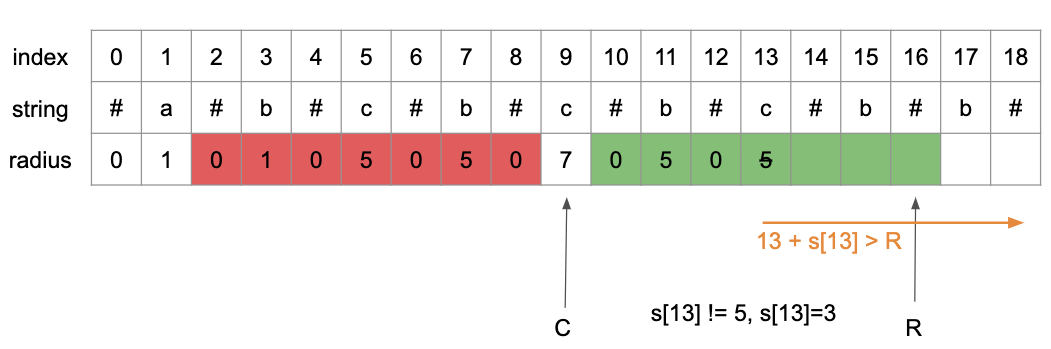 index 0 1 2 3 4 5 6 7 8 9 10 11 12 13 14 15 16 17 18
string # a # b # c # b # c # b # c # b # b #
radius 0 1 0 1 0 5 0 5 0 7 0 5 0 5
13 + s[13] > R
s[13] != 5, s[13]=3
C R